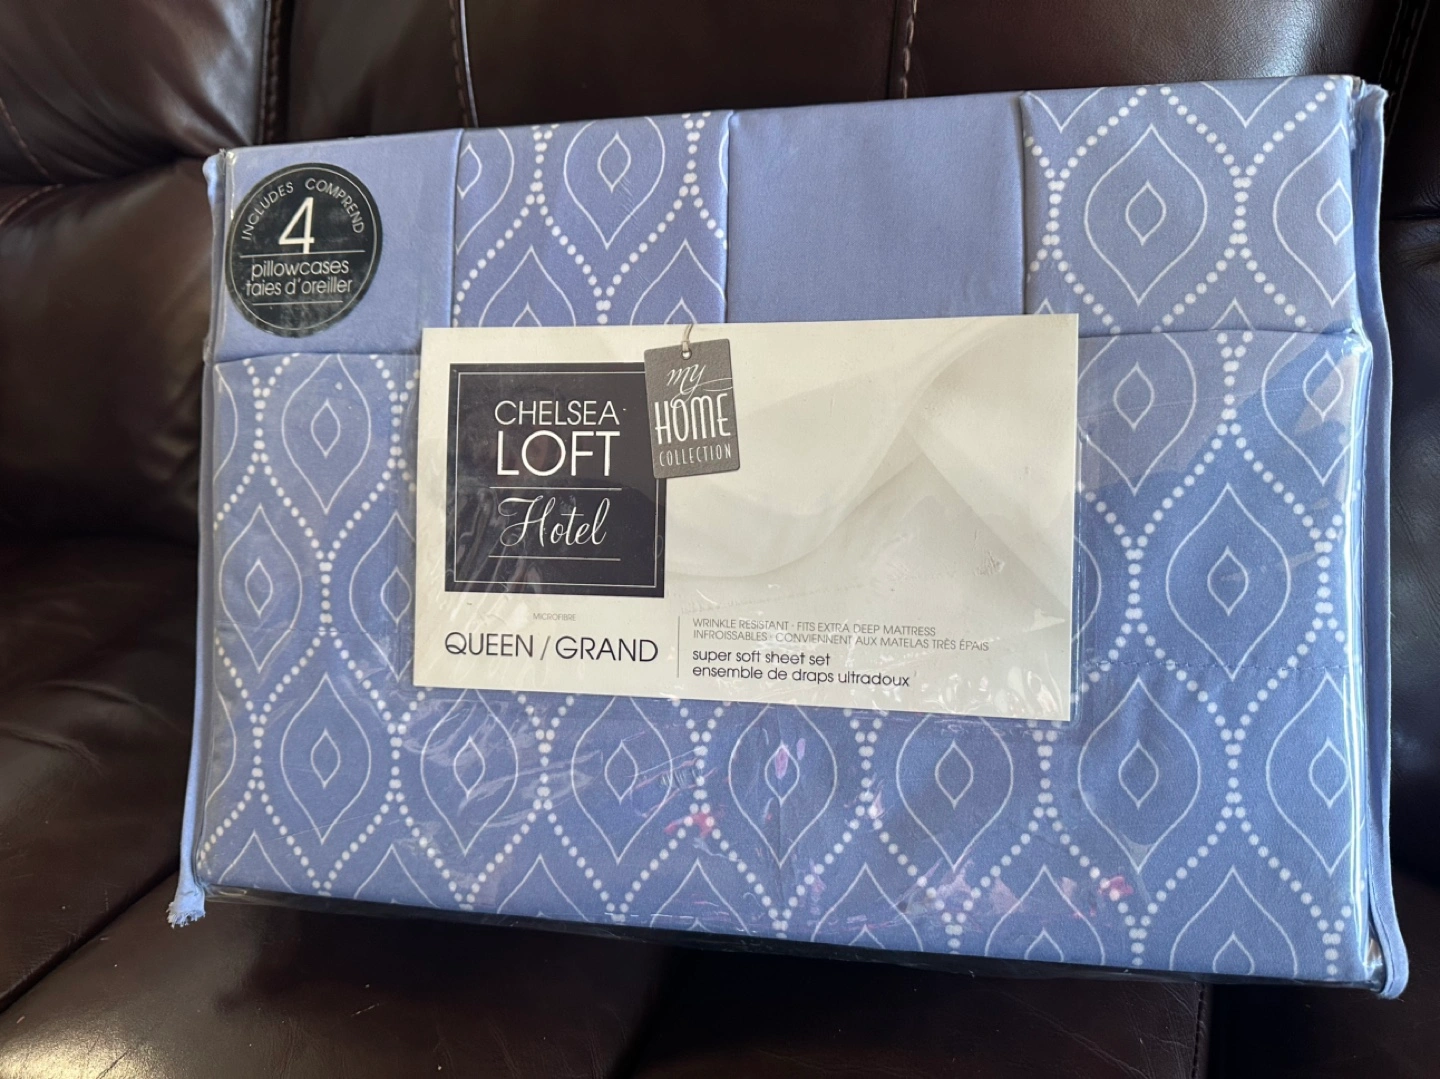 INCLUDES COMPREND
4
pillowcases
taies d'oreiller
CHELSEA
LOFT
Hotel
my
HOME
COLLECTION
MICROFIBRE
QUEEN / GRAND
WRINKLE RESISTANT · FITS EXTRA DEEP MATTRESS
INFROISSABLES · CONVIENNENT AUX MATELAS TRÈS ÉPAIS
super soft sheet set
ensemble de draps ultradoux